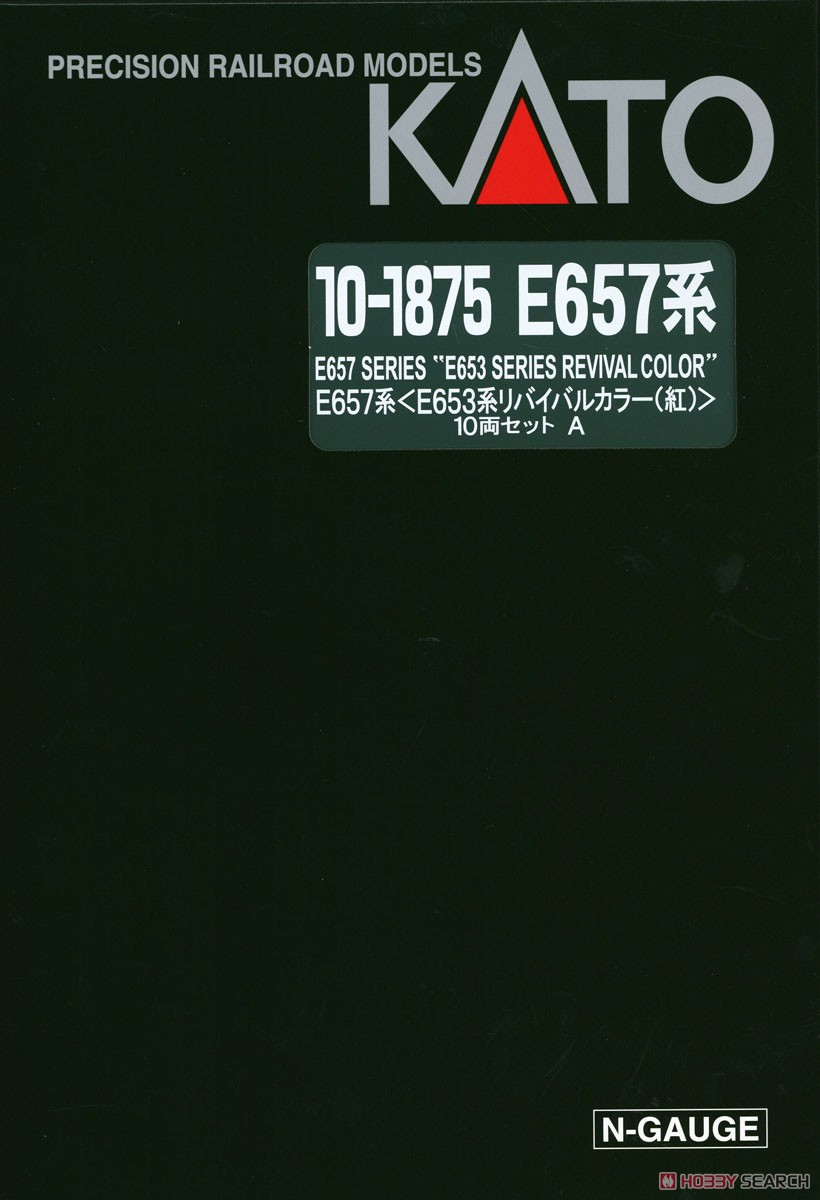 PRECISION RAILROAD MODELS
KATO
10-1875 E657系
E657 SERIES “E653 SERIES REVIVAL COLOR”
E657系<E653系リバイバルカラー(紅)>
10両セット A
N-GAUGE
HOBBY SEARCH